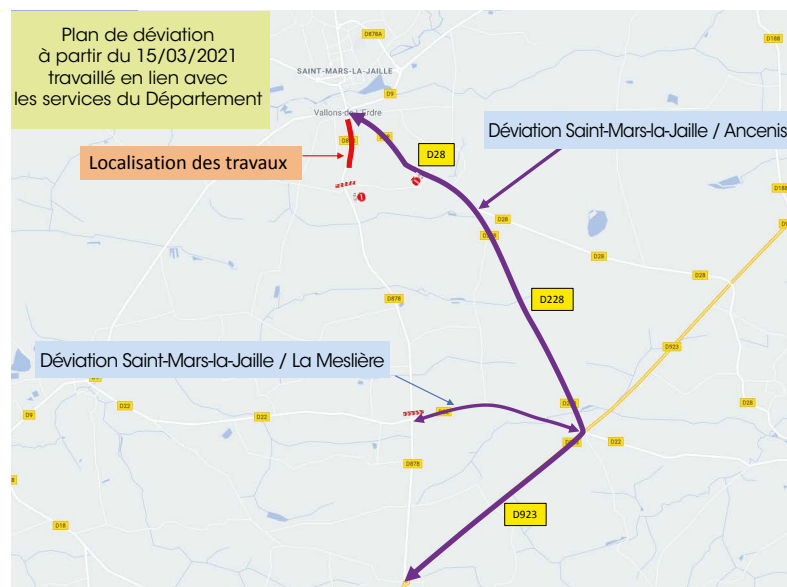 Plan de déviation
à partir du 15/03/2021
travaillé en lien avec
les services du Département
D878A
D188
SAINT-MARS-LA-JAILLE
D9
Vallons-de-l'Erdre
Déviation Saint-Mars-la-Jaille / Ancenis
D28
Localisation des travaux
D188
D28
D28
D228
D878
D923
Déviation Saint-Mars-la-Jaille / La Meslière
D9
D22
D22
D28
D22
D878
D923
D18